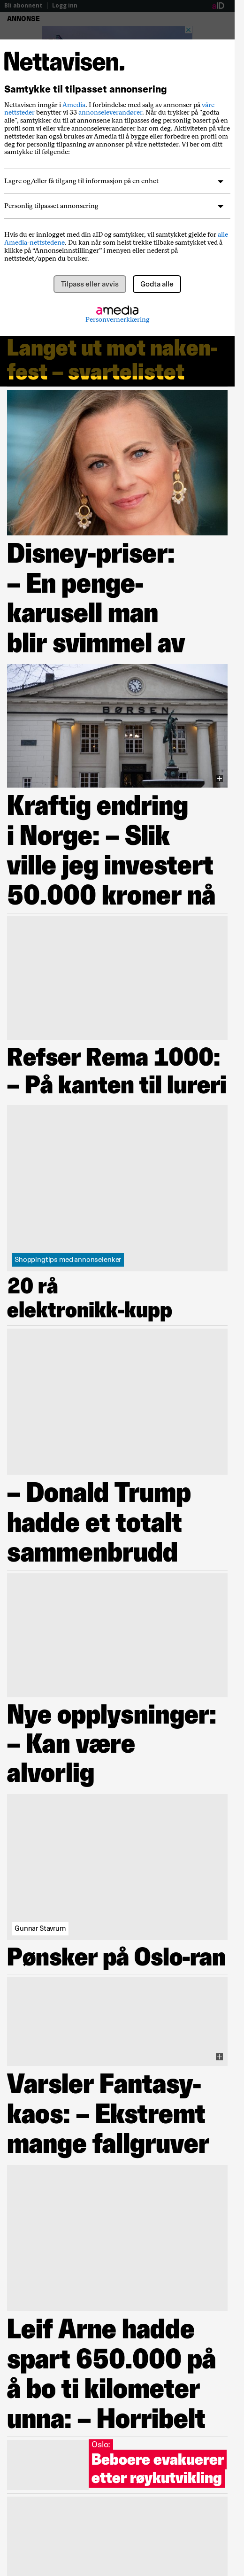 Bli abonnent | Logg inn
aID
ANNONSE
Nettavisen.
Samtykke til tilpasset annonsering
Nettavisen inngår i Amedia. I forbindelse med salg av annonser på våre
nettsteder benytter vi 33 annonseleverandører. Når du trykker på "godta
alle", samtykker du til at annonsene kan tilpasses deg personlig basert på en
profil som vi eller våre annonseleverandører har om deg. Aktiviteten på våre
nettsteder vil bli anvendt av Amedia til å bygge eller forbedre en profil om deg
for personlig tilpasning av annonser på nettsteder. Vi ber om ditt
samtykke til følgende:
Lagre og/eller få tilgang til informasjon på en enhet
Personlig tilpasset annonsering
Hvis du er innlogget med din aID og samtykker, vil samtykket gjelde for alle
Amedia-nettstedene. Du kan når som helst trekke tilbake samtykket ved å
klikke på “Annonseinnstillinger” i menyen eller nederst på
nettstedet/appen du bruker.
Tilpass eller avvis
Godta alle
amedia
Personvernerklæring
Langet ut mot naken-
fest – svartelistet
Disney-priser:
– En penge-
karusell man
blir svimmel av
BØRSEN
Kraftig endring
i Norge: – Slik
ville jeg investert
50.000 kroner nå
Refser Rema 1000:
– På kanten til lureri
Shoppingtips med annonselenker
20 rå
elektronikk-kupp
– Donald Trump
hadde et totalt
sammenbrudd
Nye opplysninger:
– Kan være
alvorlig
Gunnar Stavrum
Pønsker på Oslo-ran
Varsler Fantasy-
kaos: – Ekstremt
mange fallgruver
Leif Arne hadde
spart 650.000 på
å bo ti kilometer
unna: – Horribelt
Oslo:
Beboere evakuerer
etter røykutvikling